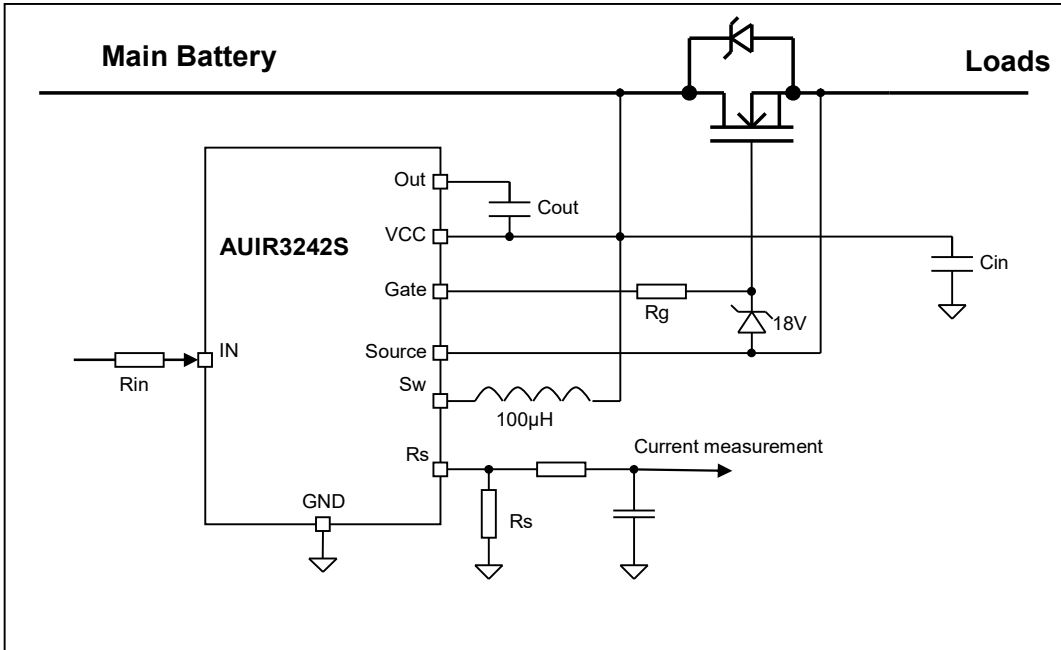 Main Battery
Loads
Out
Cout
VCC
AUIR3242S
Cin
Gate
Rg
18V
Source
IN
Rin
Sw
100µH
Rs
Current measurement
GND
Rs